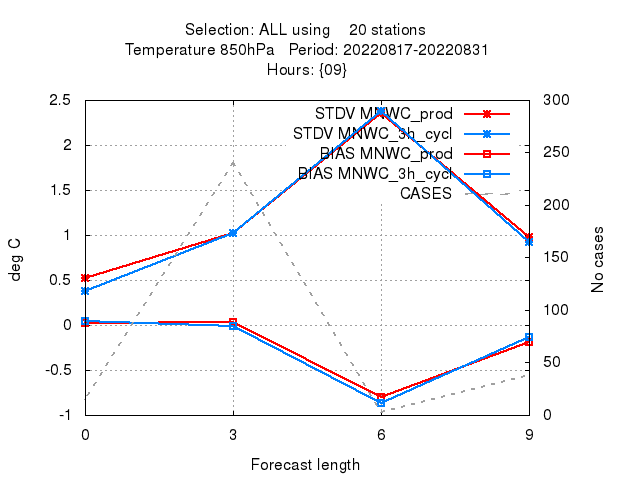 Selection: ALL using 20 stations
Temperature 850hPa Period: 20220817-20220831
Hours: {09}
2.5
2
1.5
1
0.5
0
-0.5
-1
300
250
200
150
100
50
0
STDV MNWC_prod
STDV MNWC_3h_cycl
BIAS MNWC_prod
BIAS MNWC_3h_cycl
CASES
deg C
No cases
0 3 6 9
Forecast length